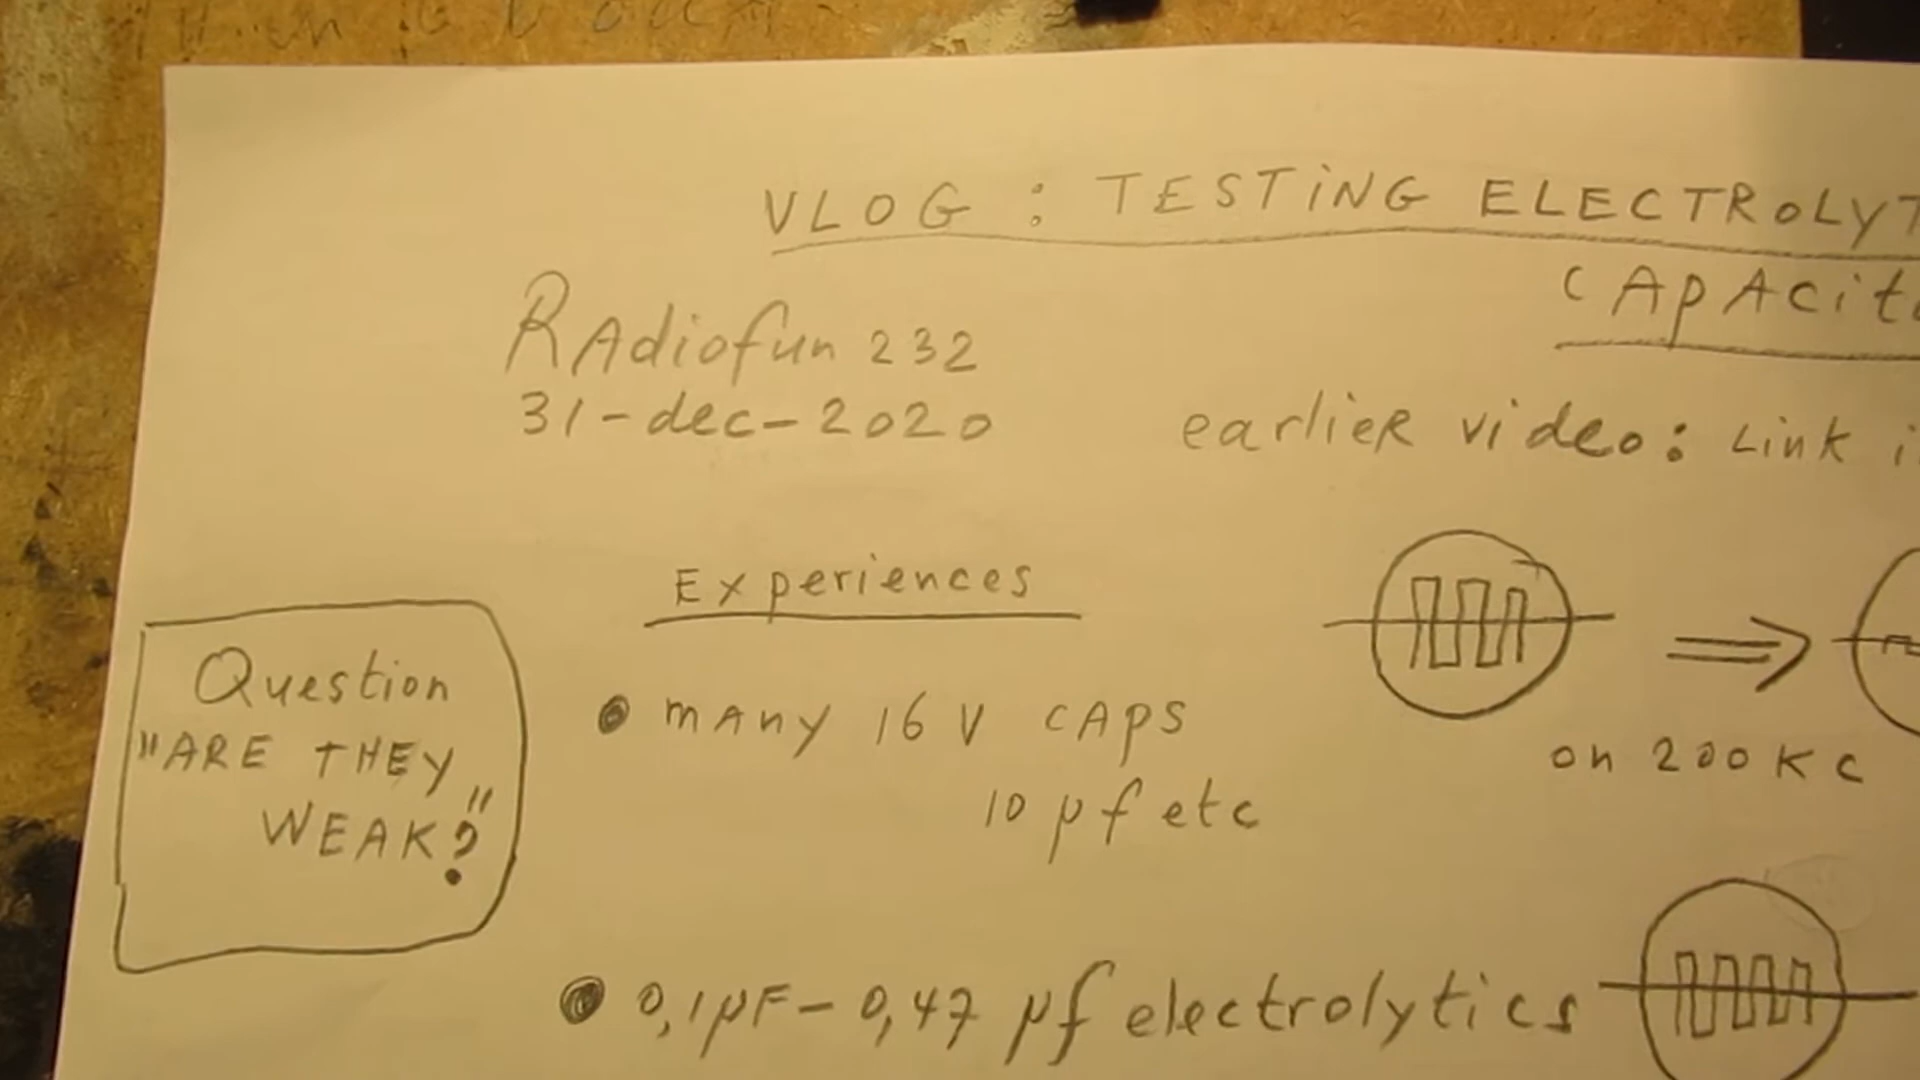 VLOG : TESTiNG ELECTROLYT
CAPACit
RAdiofun 232
31-dec-2020
earlieR video: Link i
Experiences
Question
"ARE THEY
WEAK?"
• mANY 16 V CAPS
10 µf etc
on 200 KC
• 0,1µF - 0,47 µf electrolytics